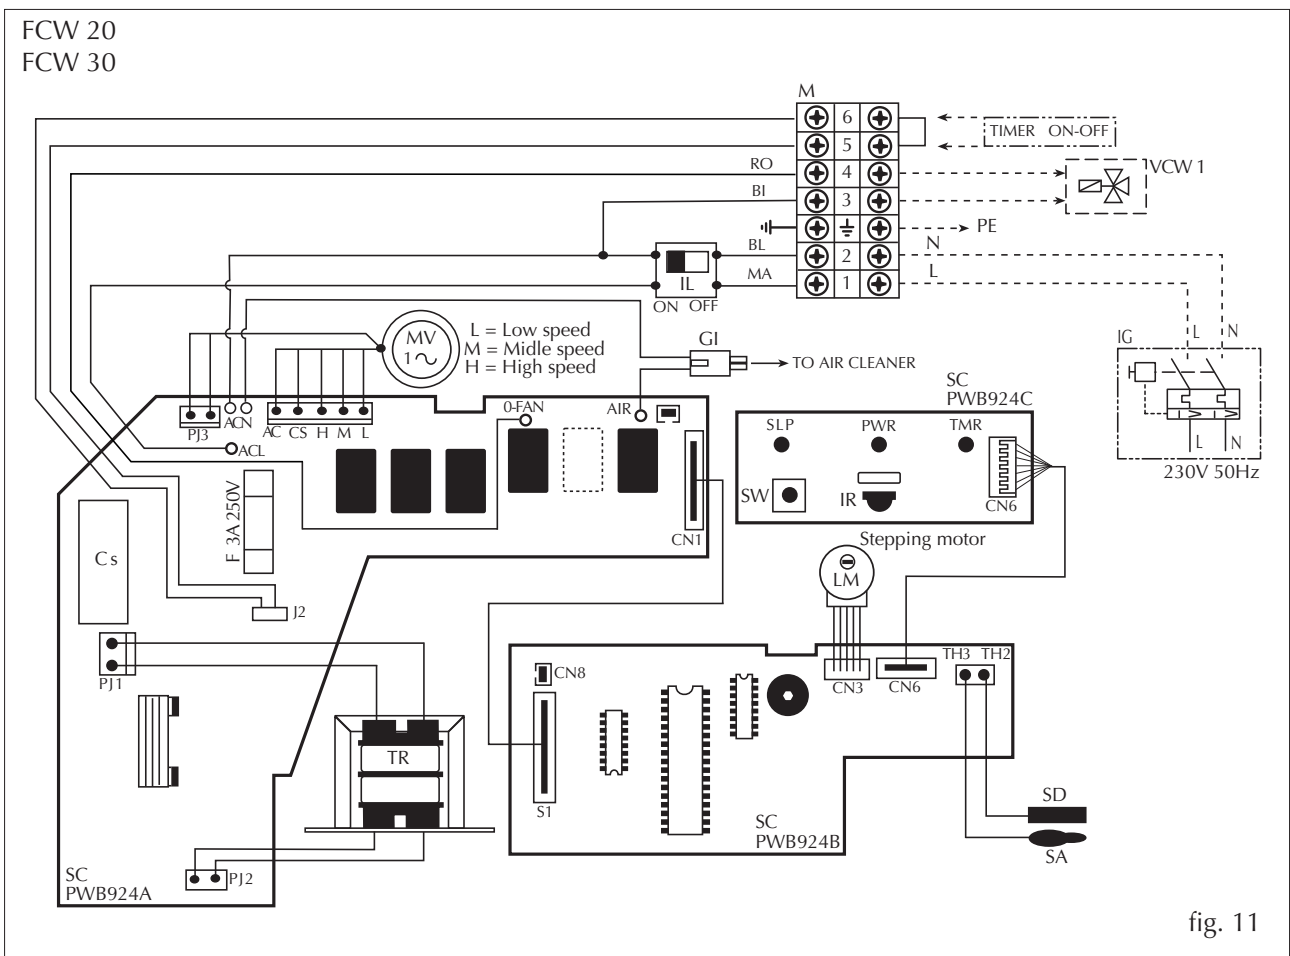 FCW 20
FCW 30
M
6
5
4
3
2
1
TIMER ON-OFF
RO
BI
BL
MA
VCW 1
PE
N
L
IL
ON OFF
MV
1
L = Low speed
M = Midle speed
H = High speed
GI
TO AIR CLEANER
IG
L N
L N
230V 50Hz
PJ3
ACN
AC CS H M L
ACL
0-FAN
AIR
CN1
F 3A 250V
Cs
J2
PJ1
TR
PJ2
SC
PWB924A
SC
PWB924C
SLP PWR TMR
SW
IR
CN6
Stepping motor
LM
CN8
CN3
CN6
TH3 TH2
S1
SC
PWB924B
SD
SA
fig. 11